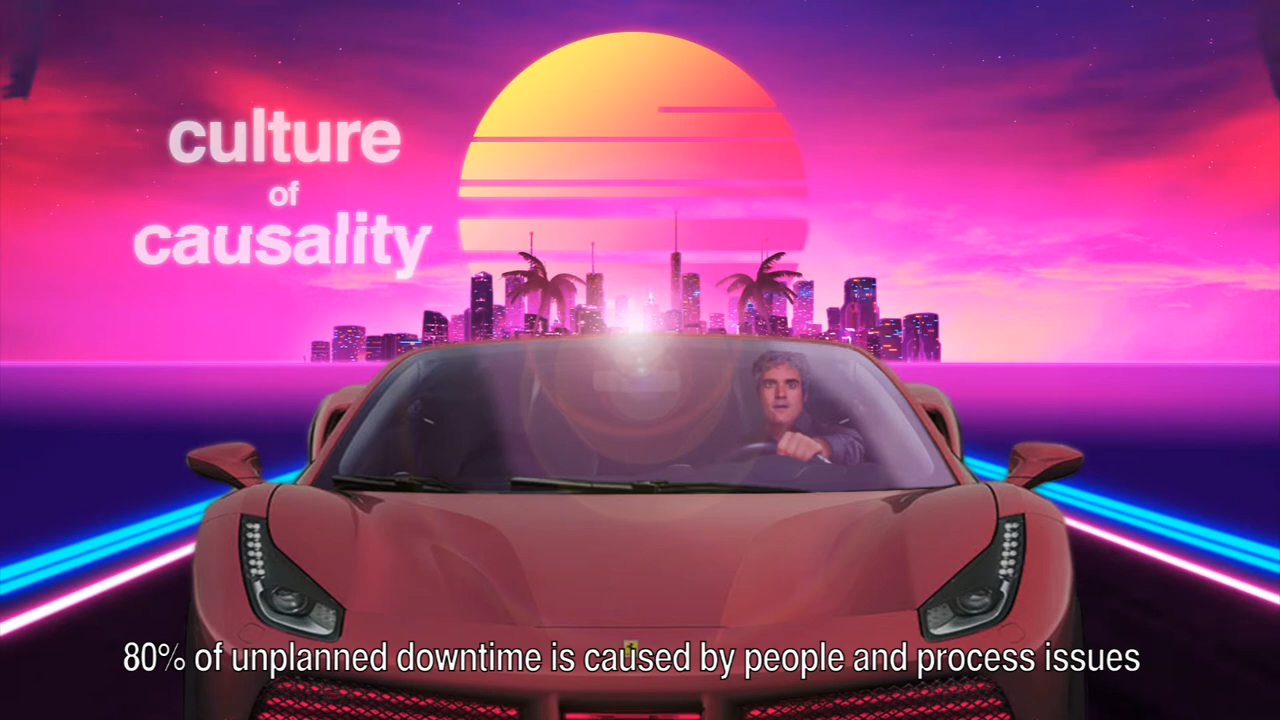 culture
of
causality
80% of unplanned downtime is caused by people and process issues